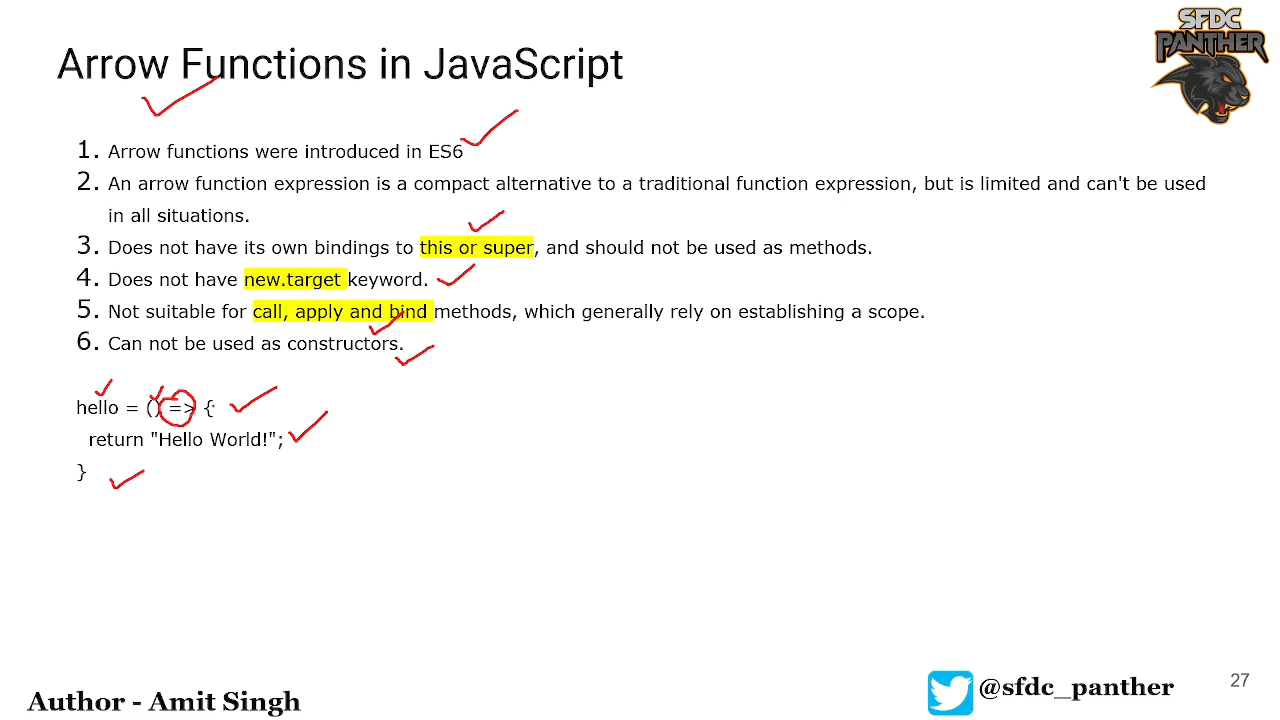 SFDC
PANTHER
Arrow Functions in JavaScript
1. Arrow functions were introduced in ES6
2. An arrow function expression is a compact alternative to a traditional function expression, but is limited and can't be used
in all situations.
3. Does not have its own bindings to this or super, and should not be used as methods.
4. Does not have new.target keyword.
5. Not suitable for call, apply and bind methods, which generally rely on establishing a scope.
6. Can not be used as constructors.
hello = () => {
return "Hello World!";
}
Author - Amit Singh
@sfdc_panther
27